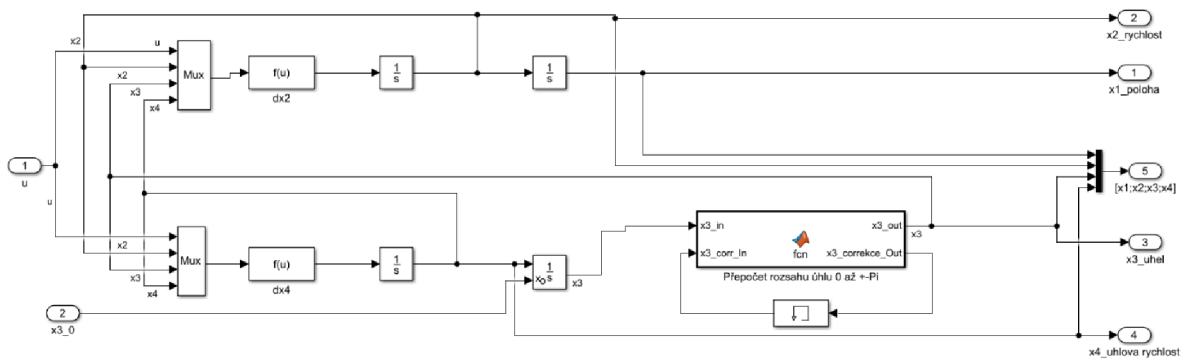 2
x2_rychlost
x2
u
x2
x3
x4
Mux
f(u)
dx2
1
s
1
s
1
x1_poloha
1
u
u
5
[x1;x2;x3;x4]
x2
x3
x4
Mux
f(u)
dx4
1
s
xo
1
s
x3
x3_in
x3_corr_In
fcn
x3_out
x3_correkce_Out
x3
Přepočet rozsahu úhlu 0 až +-Pi
3
x3_uhel
2
x3_0
4
x4_uhlova rychlost